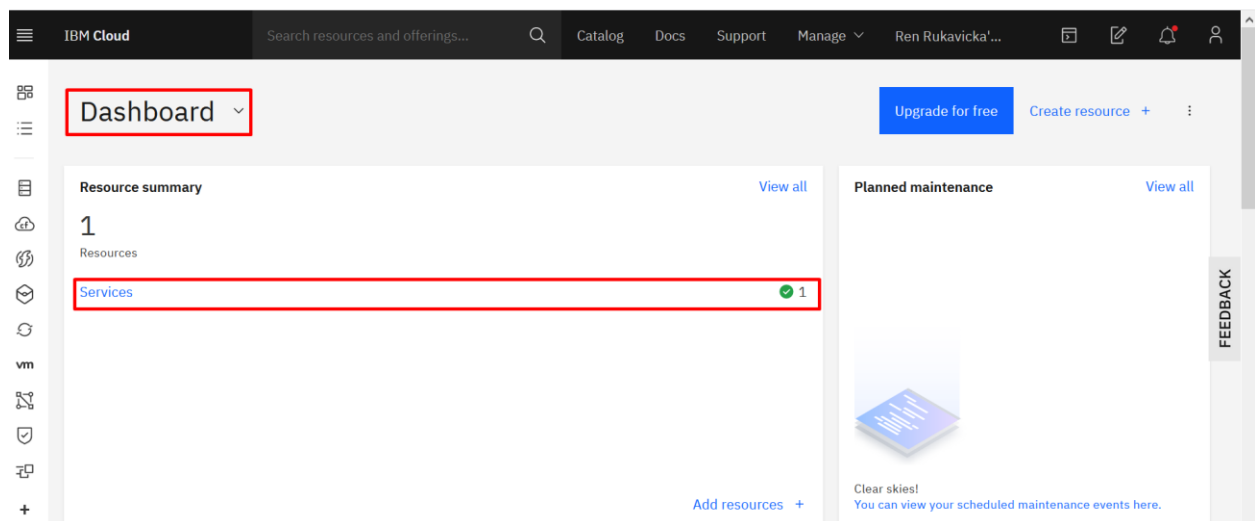 IBM Cloud
Search resources and offerings...
Catalog
Docs
Support
Manage
Ren Rukavicka'...
Dashboard
Upgrade for free
Create resource +
Resource summary
View all
1
Resources
Services
1
Add resources +
Planned maintenance
View all
Clear skies!
You can view your scheduled maintenance events here.
FEEDBACK
cf
vm